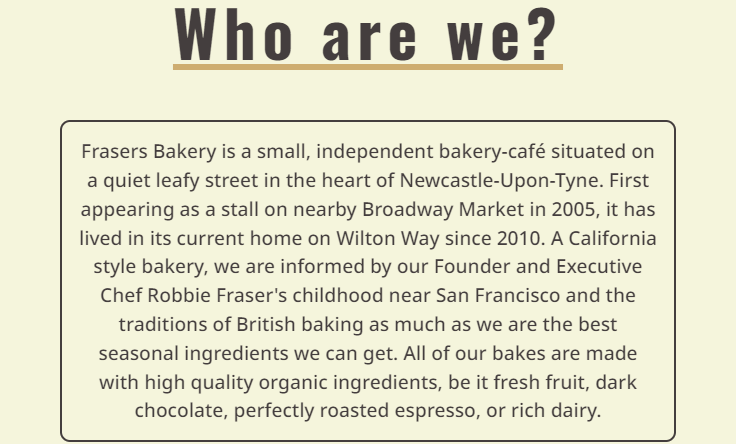 Who are we?
Frasers Bakery is a small, independent bakery-café situated on
a quiet leafy street in the heart of Newcastle-Upon-Tyne. First
appearing as a stall on nearby Broadway Market in 2005, it has
lived in its current home on Wilton Way since 2010. A California
style bakery, we are informed by our Founder and Executive
Chef Robbie Fraser's childhood near San Francisco and the
traditions of British baking as much as we are the best
seasonal ingredients we can get. All of our bakes are made
with high quality organic ingredients, be it fresh fruit, dark
chocolate, perfectly roasted espresso, or rich dairy.